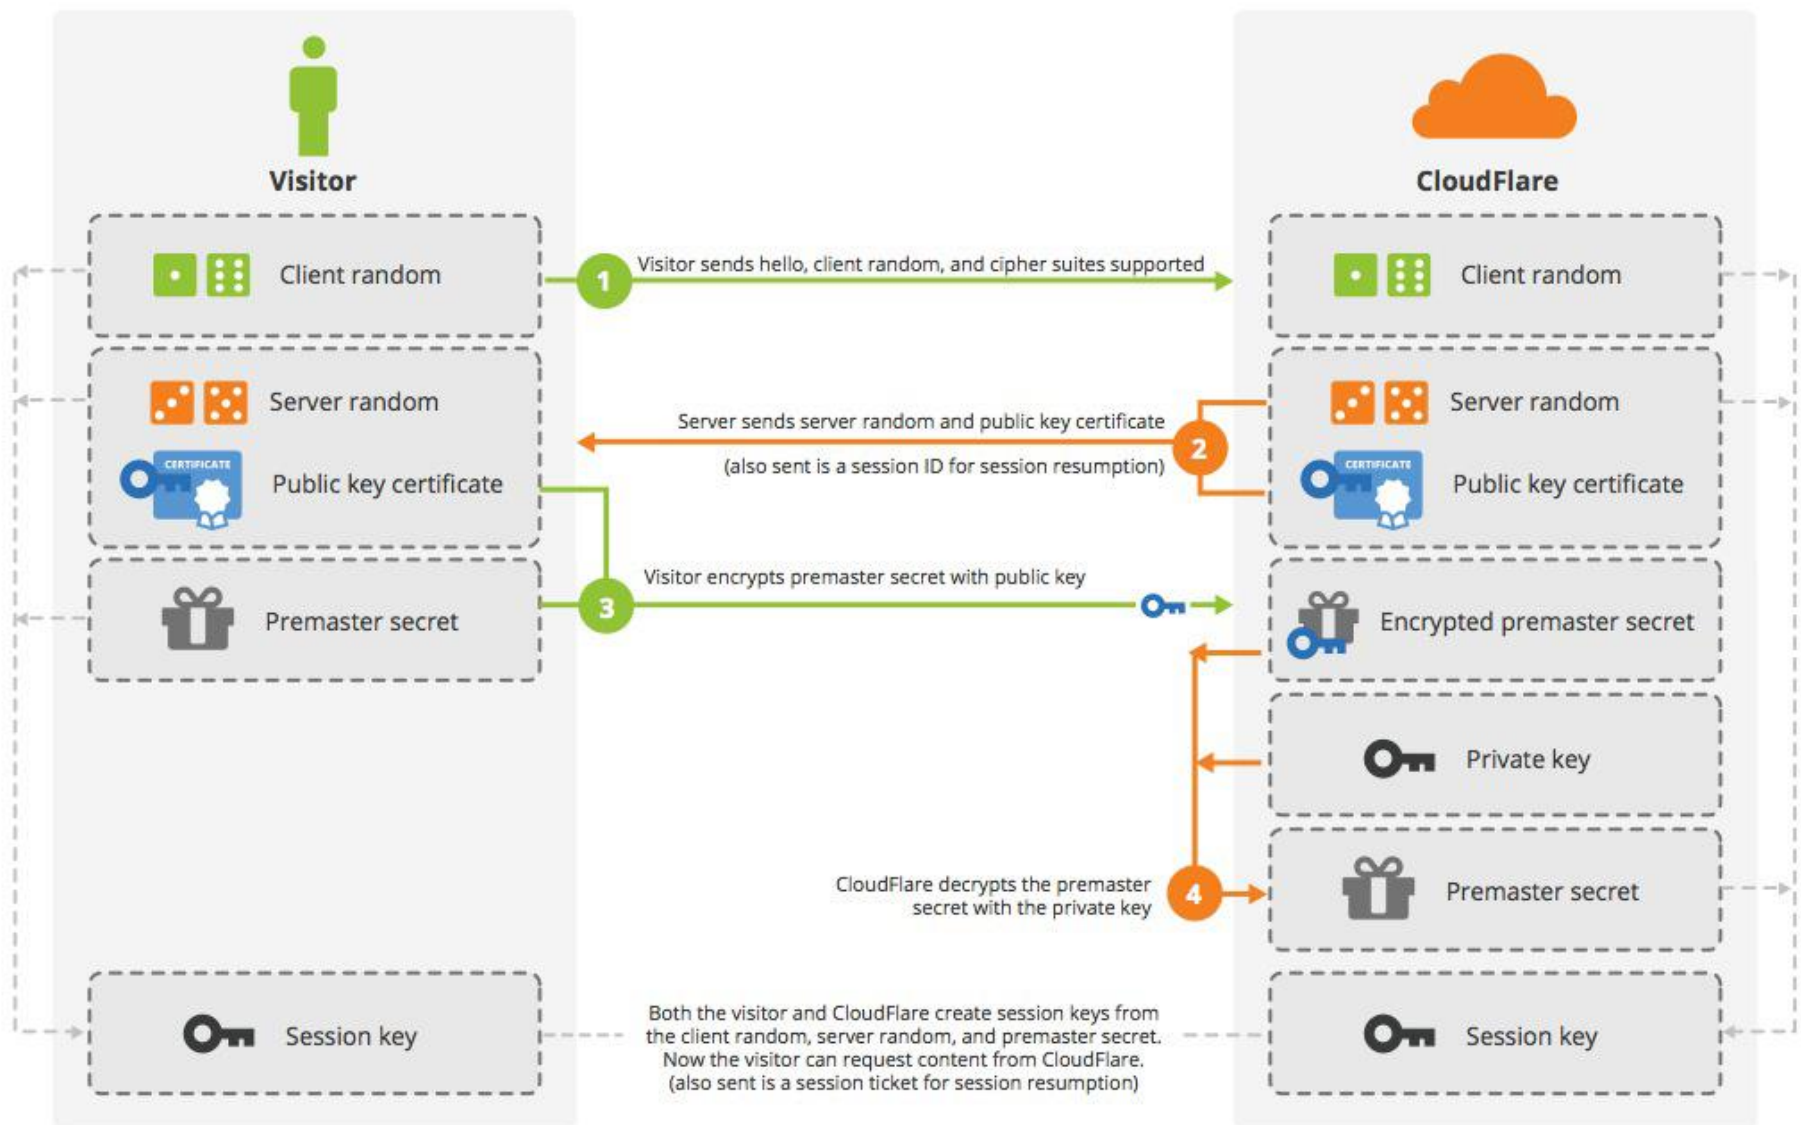 Visitor
CloudFlare
Client random
1
Visitor sends hello, client random, and cipher suites supported
Client random
Server random
Server sends server random and public key certificate
2
Server random
(also sent is a session ID for session resumption)
CERTIFICATE
Public key certificate
CERTIFICATE
Public key certificate
Visitor encrypts premaster secret with public key
3
Premaster secret
Encrypted premaster secret
Private key
CloudFlare decrypts the premaster
secret with the private key
4
Premaster secret
Session key
Both the visitor and CloudFlare create session keys from
the client random, server random, and premaster secret.
Now the visitor can request content from CloudFlare.
(also sent is a session ticket for session resumption)
Session key